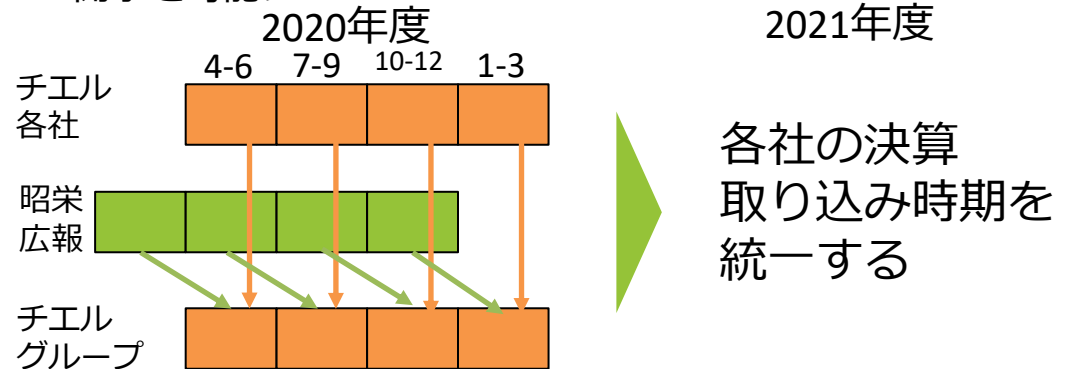 2020年度
2021年度
4-6 7-9 10-12 1-3
チエル
各社
昭栄
広報
チエル
グループ
各社の決算
取り込み時期を
統一する